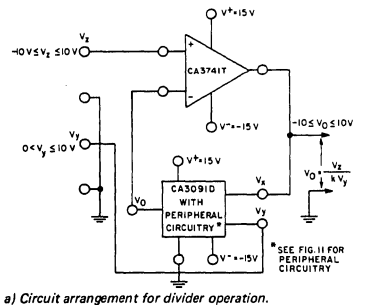 V+=15V
Vz
-10V≤Vz ≤10V
+
CA3741T
-
V-=-15V
Vy
0<Vy ≤10V
-10≤VO≤10V
V+=15V
CA3091D
WITH
PERIPHERAL
CIRCUITRY*
VO
Vx
Vy
VO= Vz
kVy
*SEE FIG.11 FOR
PERIPHERAL
CIRCUITRY
V-=-15V
a) Circuit arrangement for divider operation.